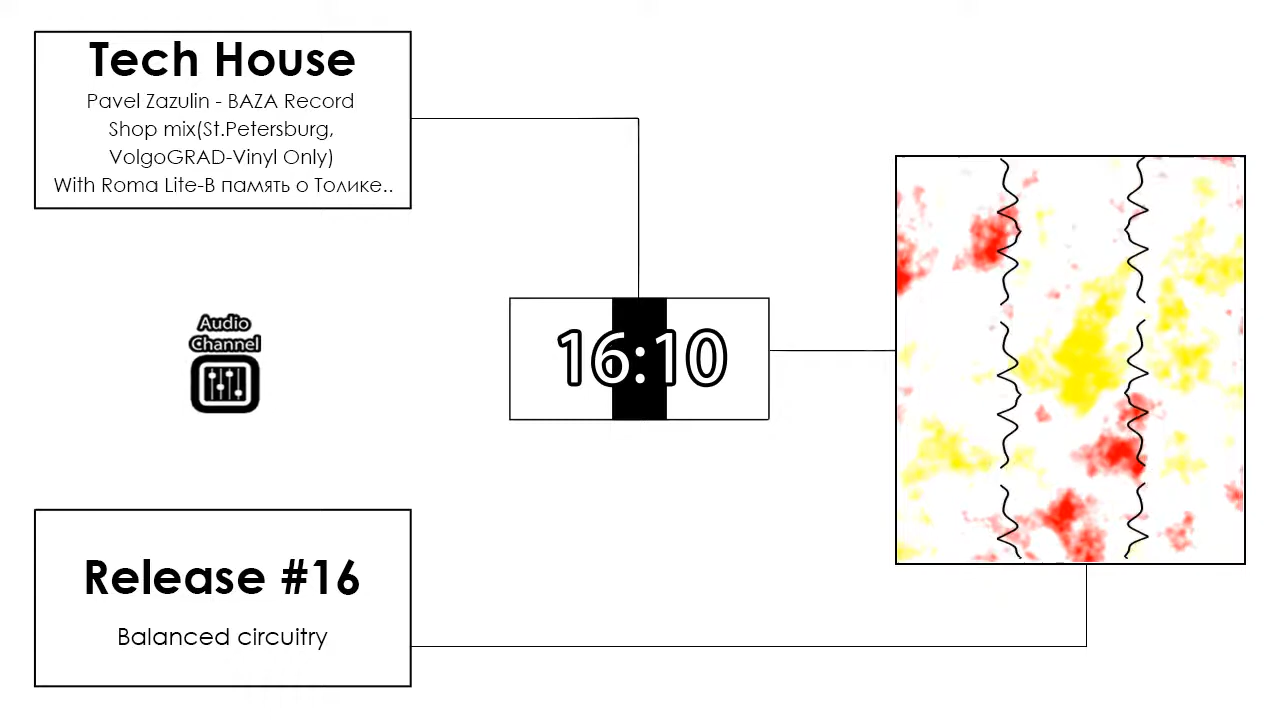 Tech House
Pavel Zazulin - BAZA Record
Shop mix(St.Petersburg,
VolgoGRAD-Vinyl Only)
With Roma Lite-B память о Толике..
Audio
Channel
16:10
Release #16
Balanced circuitry